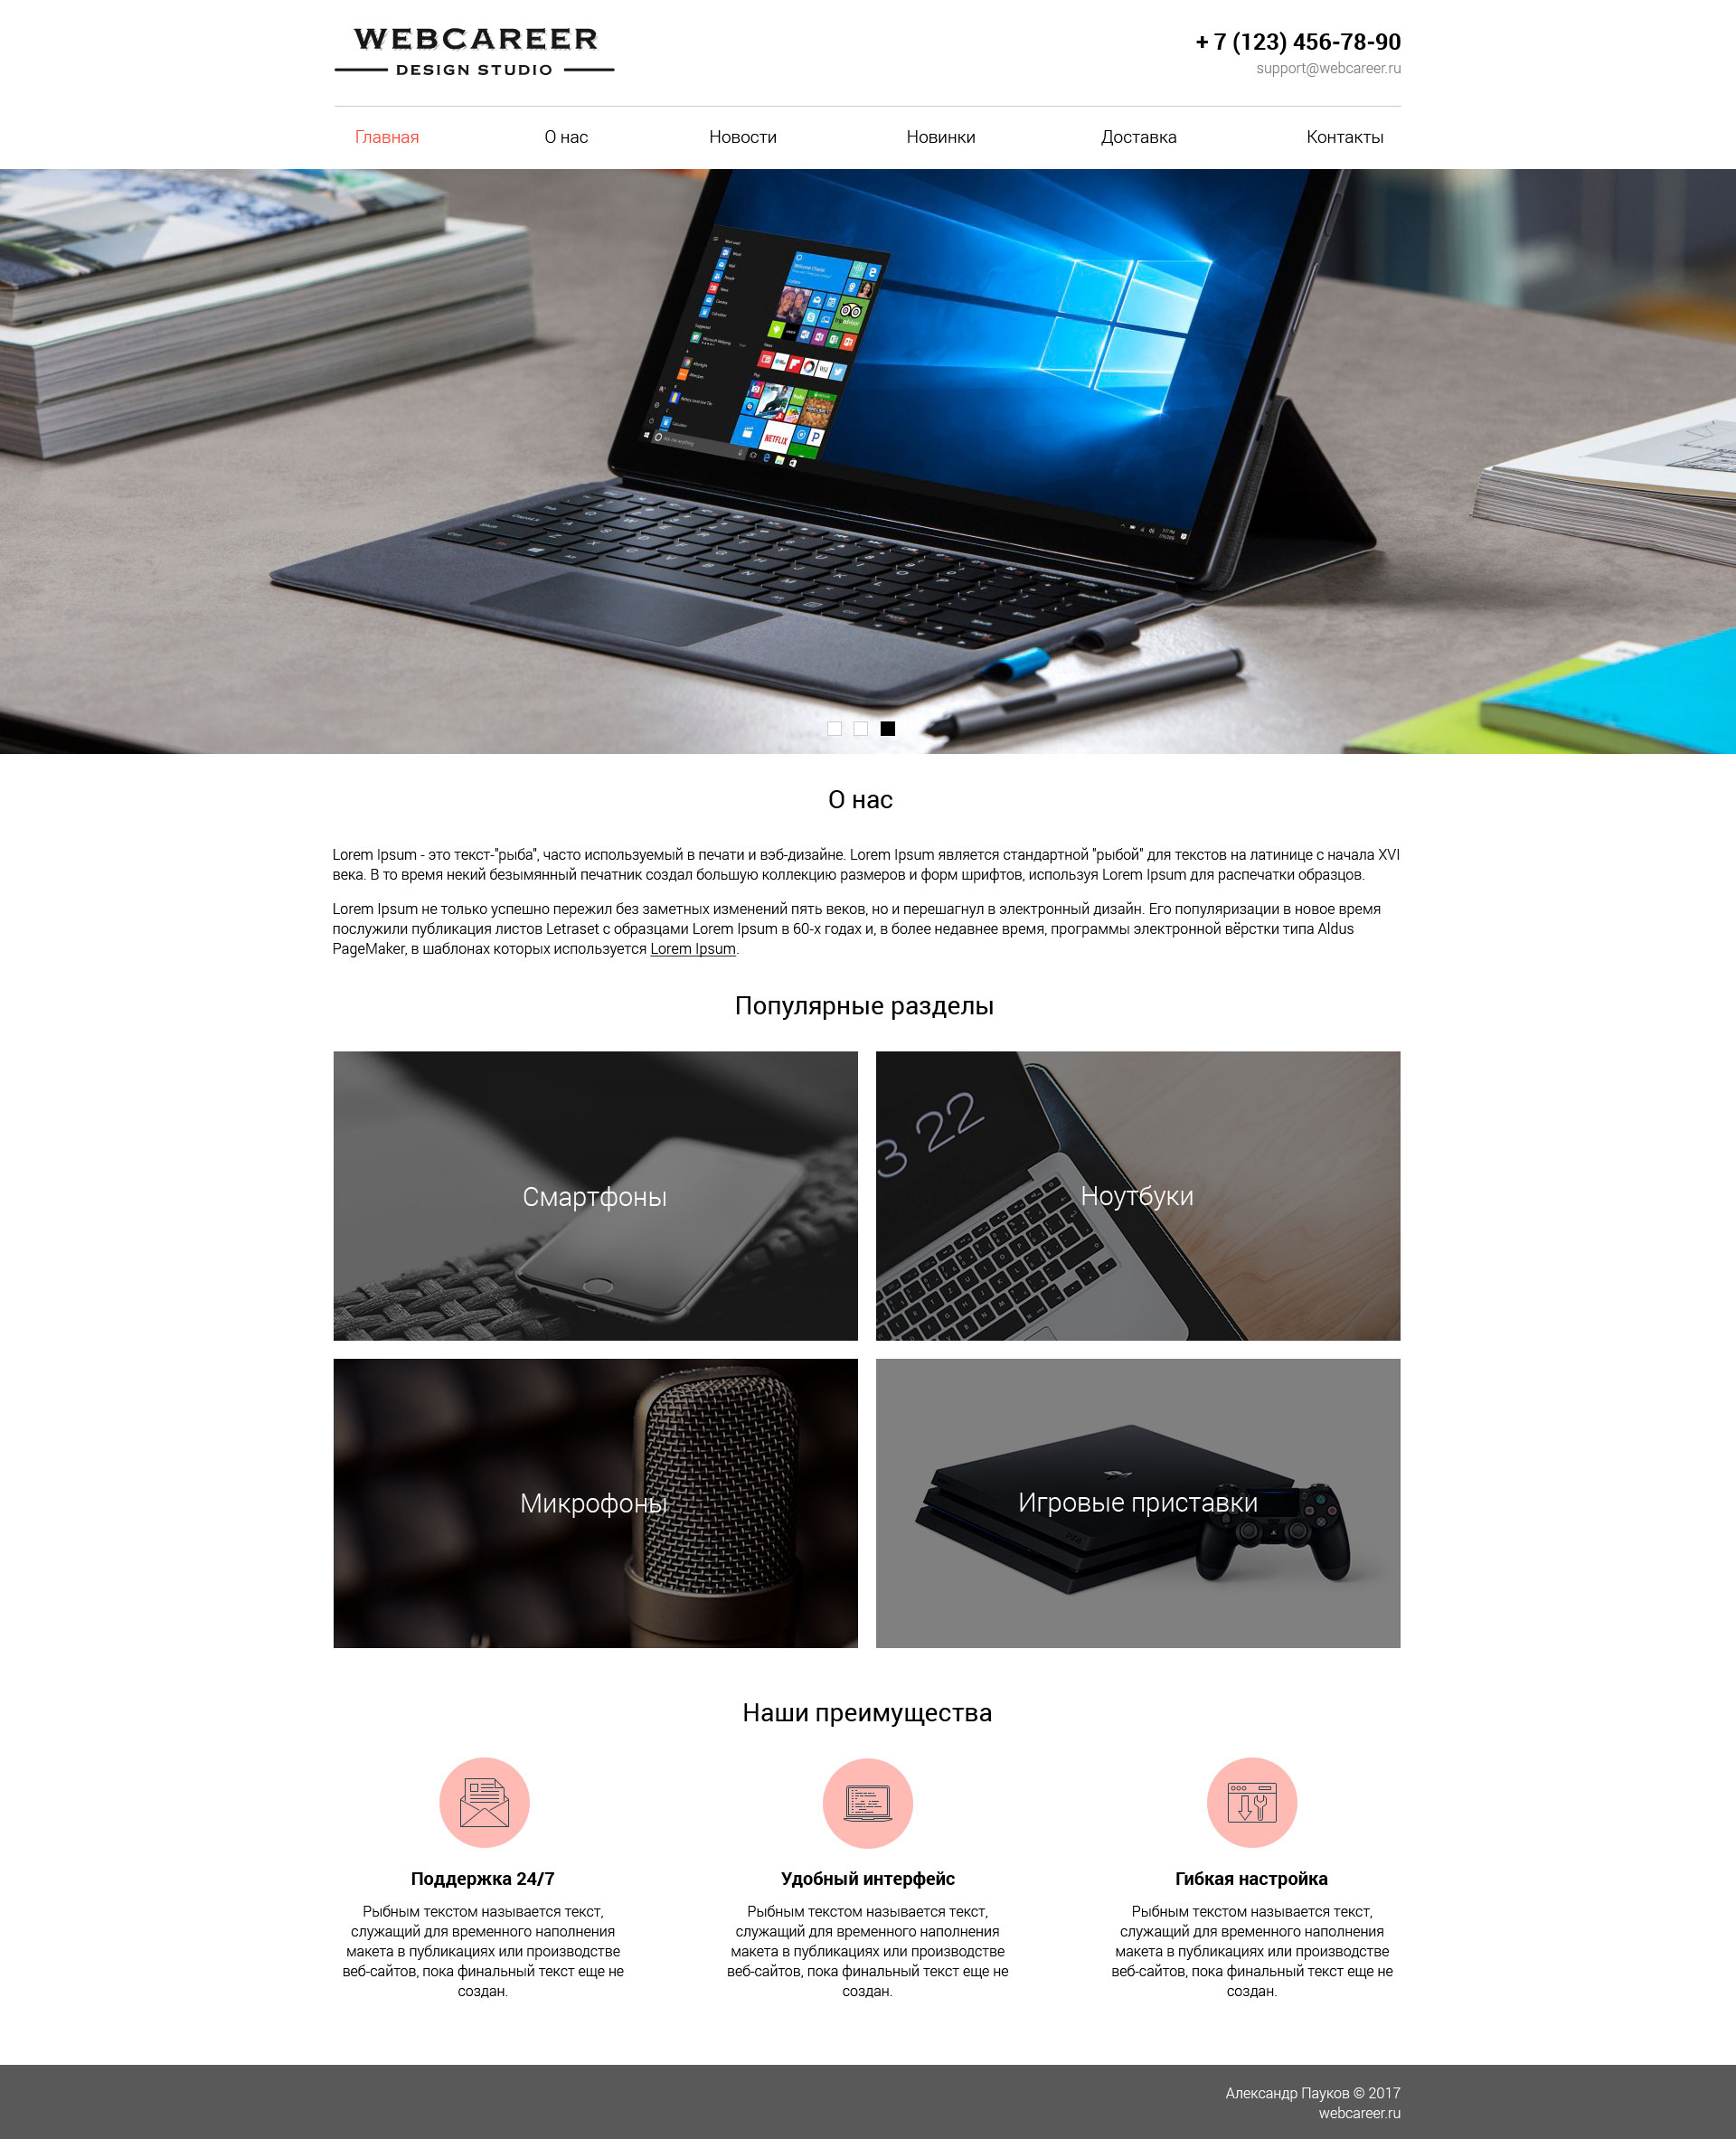 WEBCAREER
DESIGN STUDIO
+ 7 (123) 456-78-90
support@webcareer.ru
Главная
О нас
Новости
Новинки
Доставка
Контакты
NETFLIX
О нас
Lorem Ipsum - это текст-"рыба", часто используемый в печати и вэб-дизайне. Lorem Ipsum является стандартной "рыбой" для текстов на латинице с начала XVI
века. В то время некий безымянный печатник создал большую коллекцию размеров и форм шрифтов, используя Lorem Ipsum для распечатки образцов.
Lorem Ipsum не только успешно пережил без заметных изменений пять веков, но и перешагнул в электронный дизайн. Его популяризации в новое время
послужили публикация листов Letraset с образцами Lorem Ipsum в 60-х годах и, в более недавнее время, программы электронной вёрстки типа Aldus
PageMaker, в шаблонах которых используется Lorem Ipsum.
Популярные разделы
3 22
Смартфоны
Ноутбуки
Микрофоны
Игровые приставки
Наши преимущества
Поддержка 24/7
Рыбным текстом называется текст,
служащий для временного наполнения
макета в публикациях или производстве
веб-сайтов, пока финальный текст еще не
создан.
Удобный интерфейс
Рыбным текстом называется текст,
служащий для временного наполнения
макета в публикациях или производстве
веб-сайтов, пока финальный текст еще не
создан.
Гибкая настройка
Рыбным текстом называется текст,
служащий для временного наполнения
макета в публикациях или производстве
веб-сайтов, пока финальный текст еще не
создан.
Александр Пауков © 2017
webcareer.ru